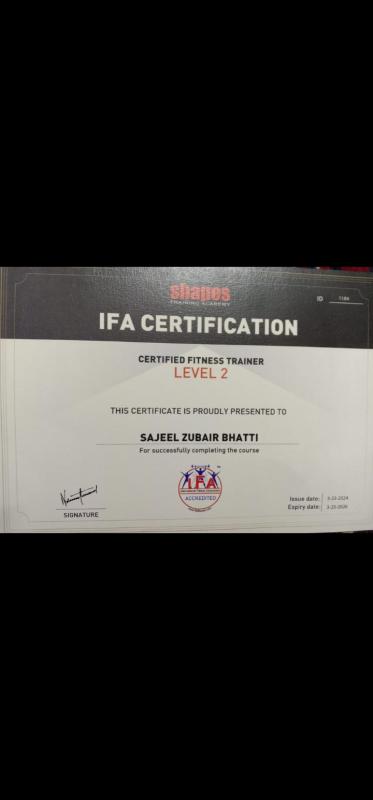 shapes
TRAINING ACADEMY
ID
IFA CERTIFICATION
CERTIFIED FITNESS TRAINER
LEVEL 2
THIS CERTIFICATE IS PROUDLY PRESENTED TO
SAJEEL ZUBAIR BHATTI
For successfully completing the course
IFA
ACCREDITED
SIGNATURE
Issue date:
Expiry date: